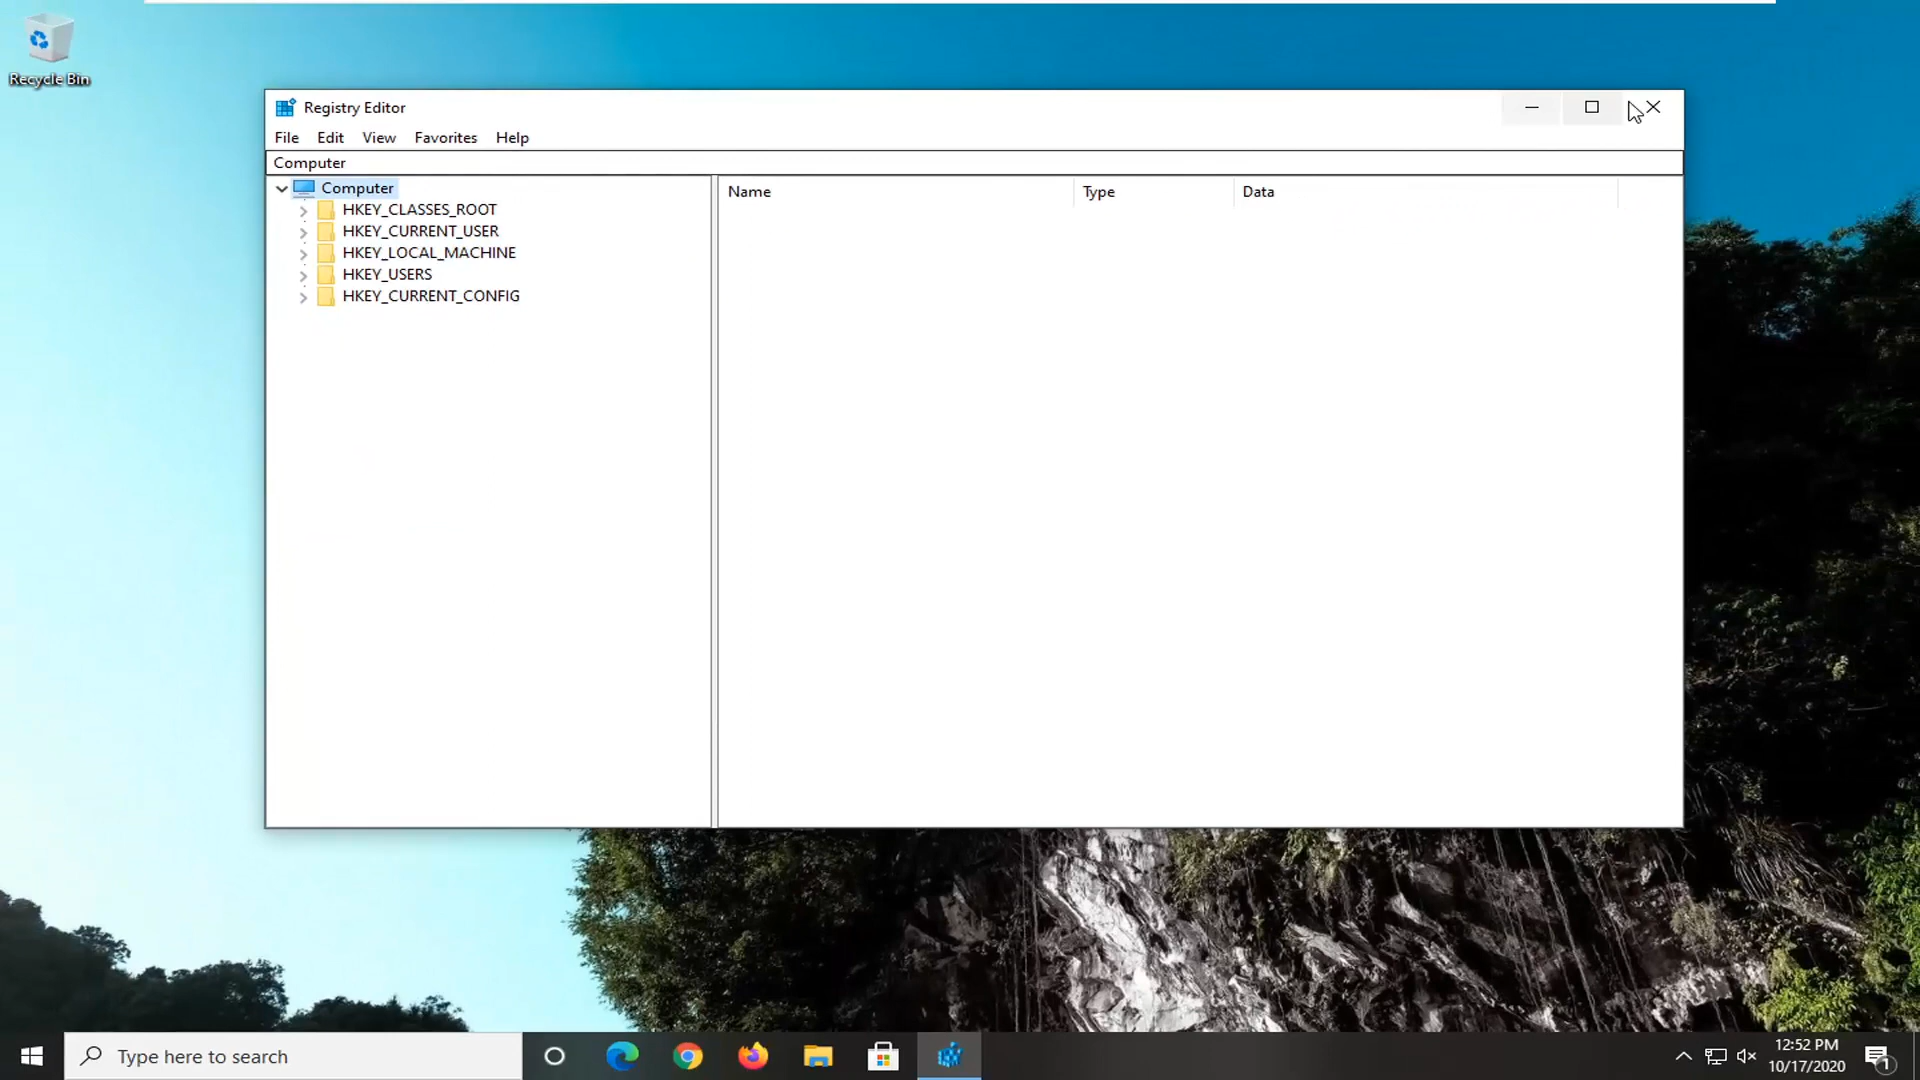 Recycle Bin
Registry Editor
File Edit View Favorites Help
Computer
Computer
HKEY_CLASSES_ROOT
HKEY_CURRENT_USER
HKEY_LOCAL_MACHINE
HKEY_USERS
HKEY_CURRENT_CONFIG
Name Type Data
Type here to search
12:52 PM
10/17/2020
1